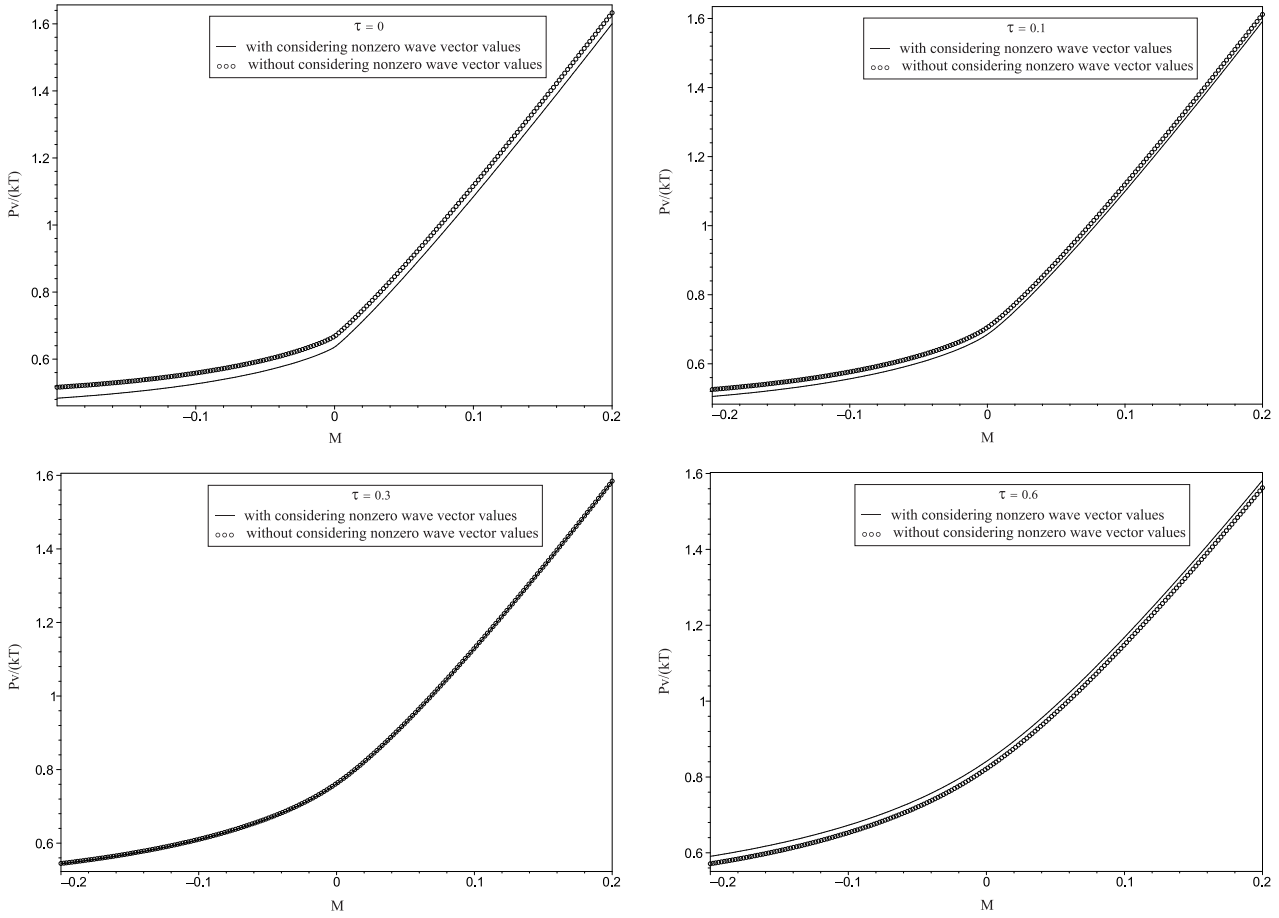 τ = 0
with considering nonzero wave vector values
ooo without considering nonzero wave vector values
1.6
1.4
1.2
1
0.8
0.6
Pv/(kT)
−0.1
0
0.1
0.2
M
τ = 0.1
with considering nonzero wave vector values
ooo without considering nonzero wave vector values
1.6
1.4
1.2
1
0.8
0.6
Pv/(kT)
−0.2
−0.1
0
0.1
0.2
M
τ = 0.3
with considering nonzero wave vector values
ooo without considering nonzero wave vector values
1.6
1.4
1.2
1
0.8
0.6
Pv/(kT)
−0.2
−0.1
0
0.1
0.2
M
τ = 0.6
with considering nonzero wave vector values
ooo without considering nonzero wave vector values
1.6
1.4
1.2
1
0.8
0.6
Pv/(kT)
−0.2
−0.1
0
0.1
0.2
M